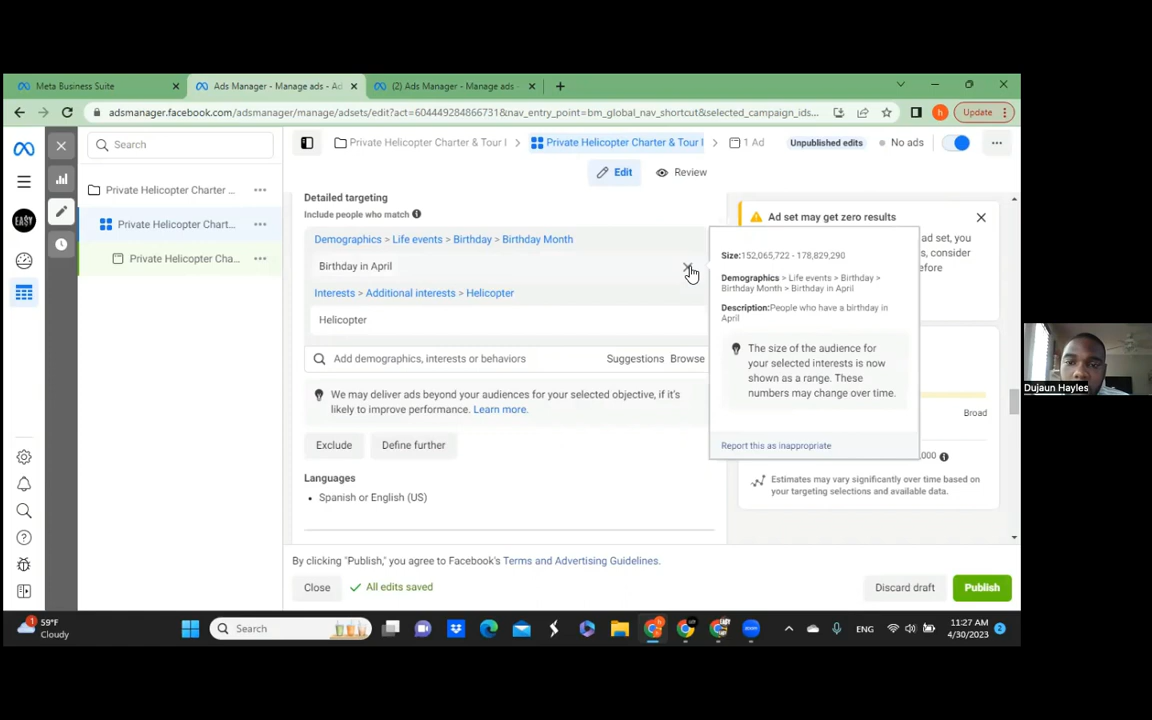 Meta Business Suite
Ads Manager - Manage ads - Ad
(2) Ads Manager - Manage ads -
adsmanager.facebook.com/adsmanager/manage/adsets/edit?act=604449284866731&nav_entry_point=bm_global_nav_shortcut&selected_campaign_ids...
h
Update
Search
Private Helicopter Charter & Tour I
Private Helicopter Charter & Tour I
1 Ad
Unpublished edits
No ads
Edit
Review
Private Helicopter Charter ...
Private Helicopter Chart...
Private Helicopter Cha...
EASY
Detailed targeting
Include people who match
Demographics > Life events > Birthday > Birthday Month
Birthday in April
Interests > Additional interests > Helicopter
Helicopter
Add demographics, interests or behaviors
Suggestions
Browse
We may deliver ads beyond your audiences for your selected objective, if it's
likely to improve performance. Learn more.
Exclude
Define further
Languages
Spanish or English (US)
Ad set may get zero results
ad set, you
s, consider
efore
Size:152,065,722 - 178,829,290
Demographics > Life events > Birthday >
Birthday Month > Birthday in April
Description:People who have a birthday in
April
The size of the audience for
your selected interests is now
shown as a range. These
numbers may change over time.
Report this as inappropriate
Broad
,000
Estimates may vary significantly over time based on
your targeting selections and available data.
By clicking "Publish," you agree to Facebook's Terms and Advertising Guidelines.
Close
All edits saved
Discard draft
Publish
Dujaun Hayles
1
59°F
Cloudy
Search
ENG
11:27 AM
4/30/2023
2